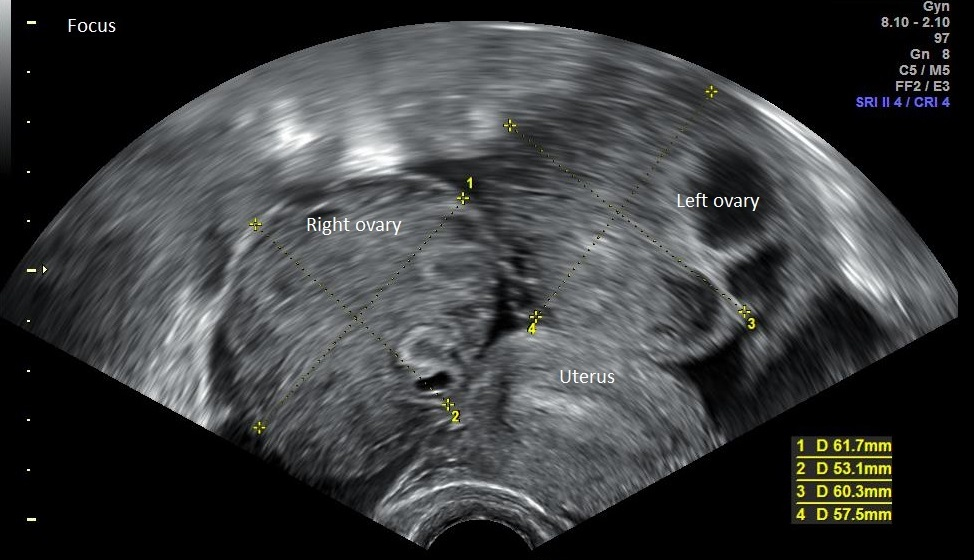 Focus
Gyn
8.10 - 2.10
97
Gn 8
C5 / M5
FF2 / E3
SRI II 4 / CRI 4
1
Right ovary
Left ovary
4
3
Uterus
2
1 D 61.7mm
2 D 53.1mm
3 D 60.3mm
4 D 57.5mm